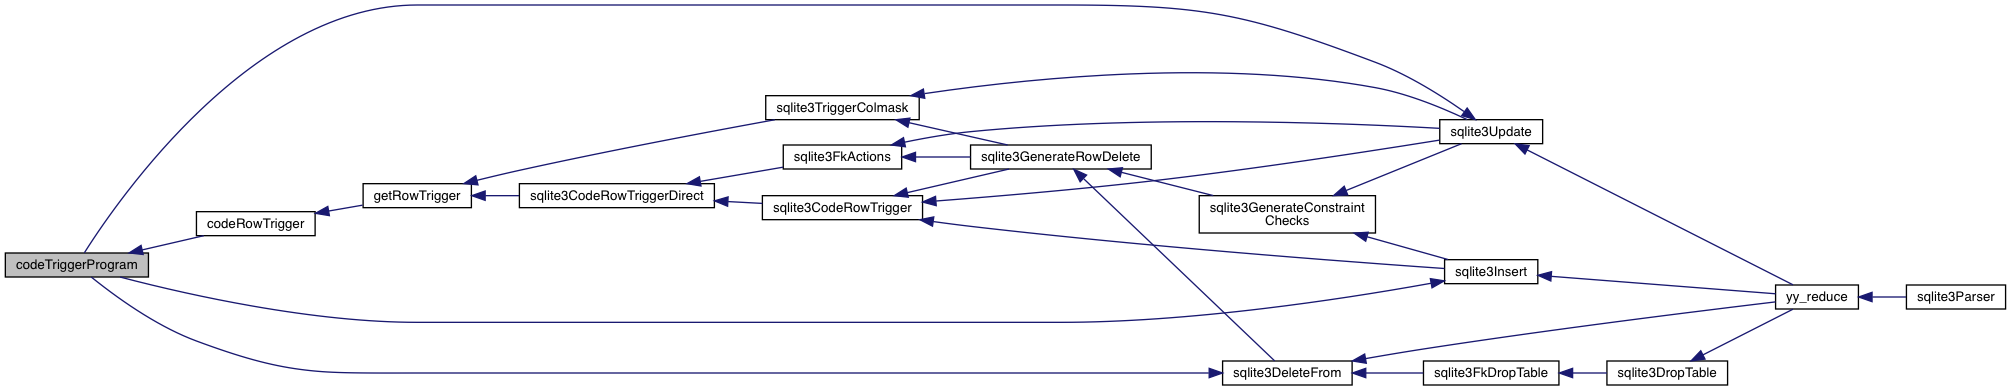 sqlite3TriggerColmask
sqlite3Update
sqlite3FkActions
sqlite3GenerateRowDelete
getRowTrigger
sqlite3CodeRowTriggerDirect
sqlite3CodeRowTrigger
sqlite3GenerateConstraint
Checks
codeRowTrigger
codeTriggerProgram
sqlite3Insert
yy_reduce
sqlite3Parser
sqlite3DeleteFrom
sqlite3FkDropTable
sqlite3DropTable